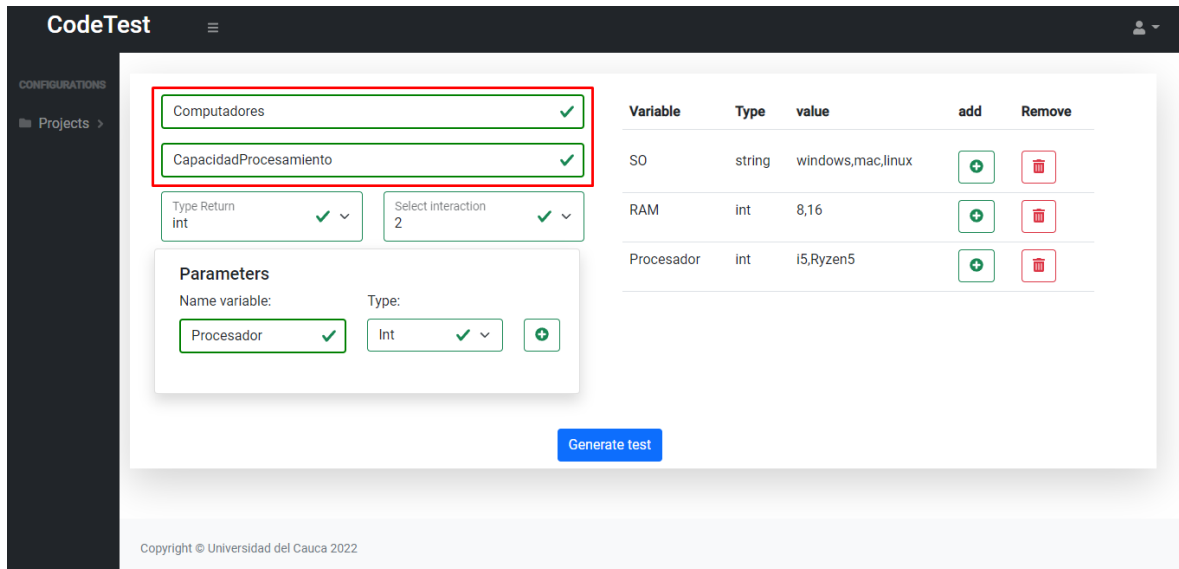 CodeTest
CONFIGURATIONS
Projects
Computadores
CapacidadProcesamiento
Type Return
int
Select interaction
2
Parameters
Name variable:
Type:
Procesador
Int
Variable Type value add Remove
SO string windows,mac,linux
RAM int 8,16
Procesador int i5,Ryzen5
Generate test
Copyright © Universidad del Cauca 2022